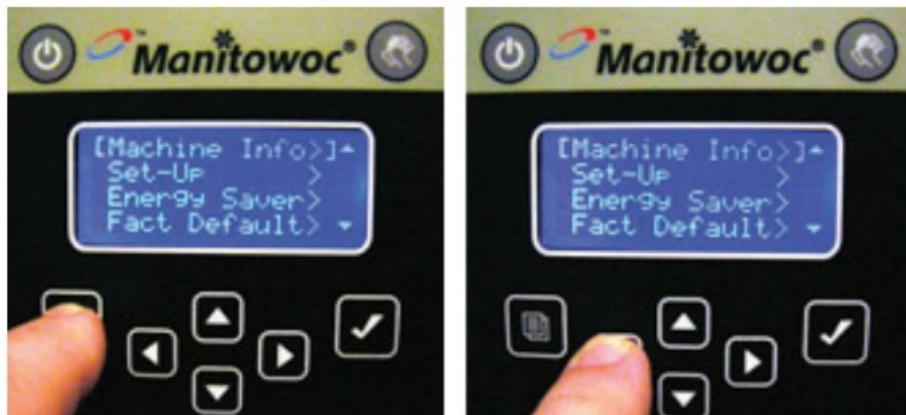 Manitowoc®
[Machine Info>]
Set-Up >
Energy Saver>
Fact Default>
Manitowoc®
[Machine Info>]
Set-Up >
Energy Saver>
Fact Default>